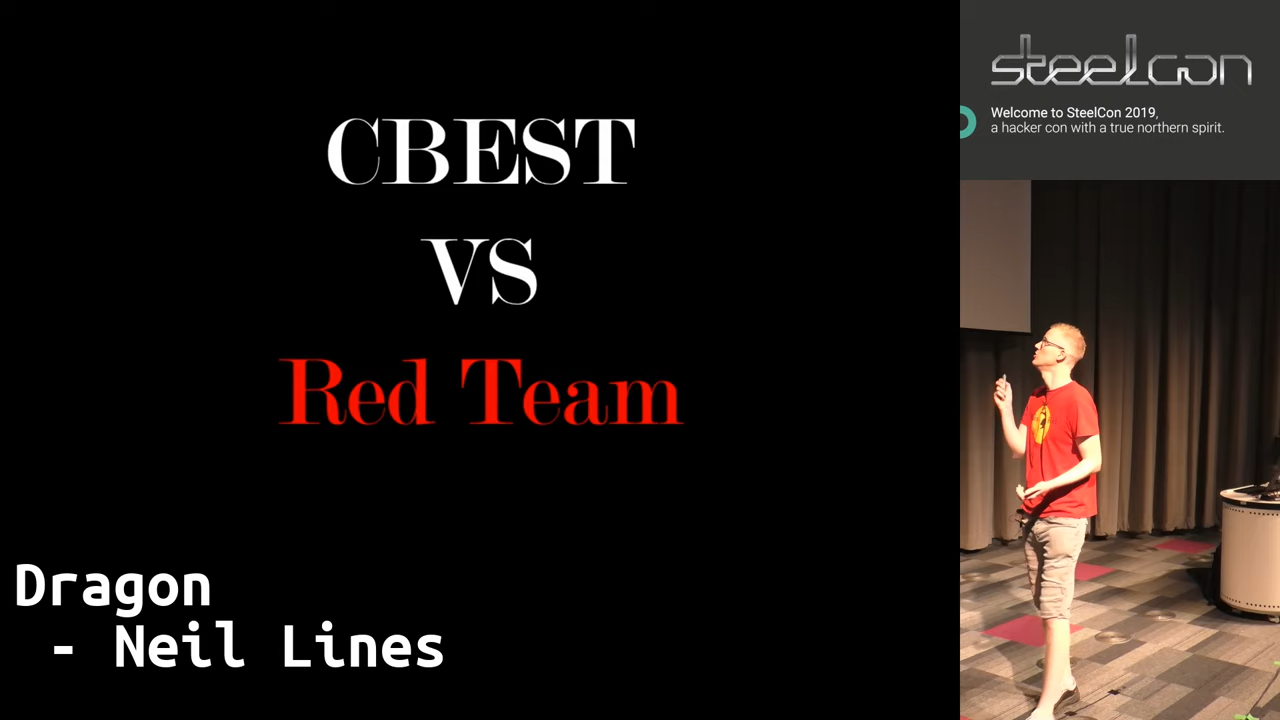 CBEST
VS
Red Team
Dragon
- Neil Lines
steelcon
Welcome to SteelCon 2019,
a hacker con with a true northern spirit.